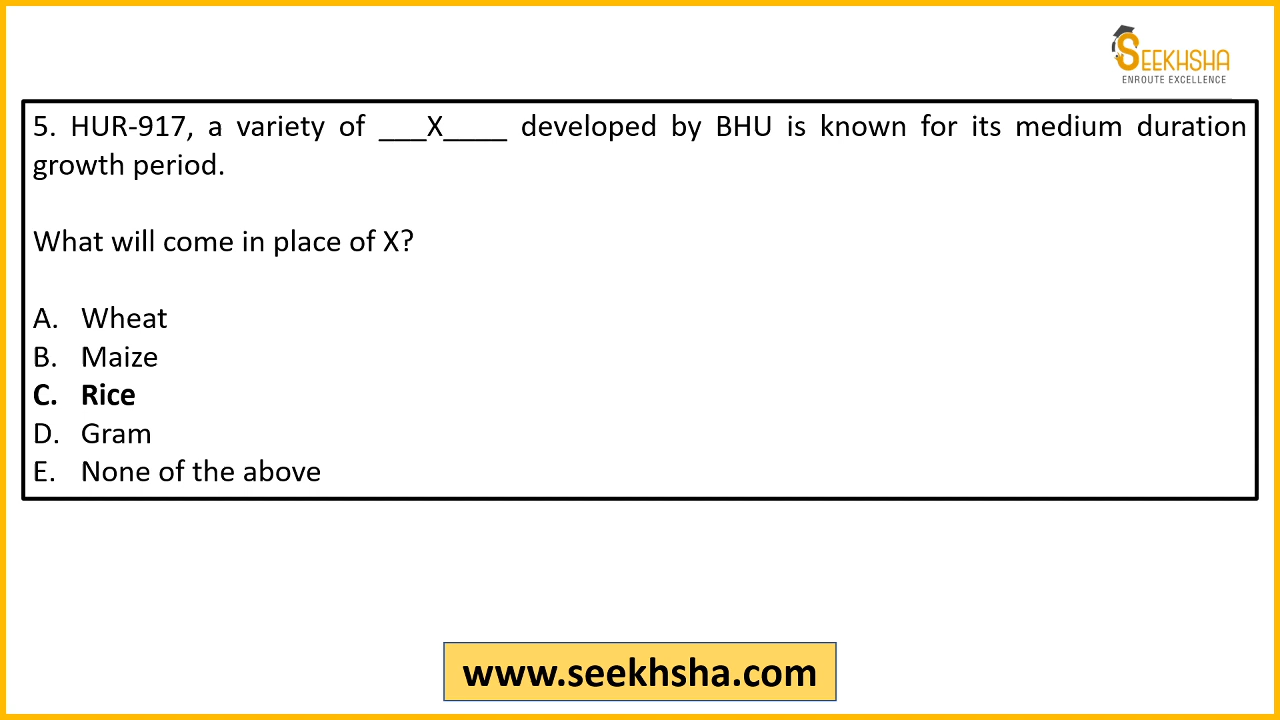 SEEKHSHA
ENROUTE EXCELLENCE
5. HUR-917, a variety of ___X____ developed by BHU is known for its medium duration
growth period.
What will come in place of X?
A. Wheat
B. Maize
C. Rice
D. Gram
E. None of the above
www.seekhsha.com